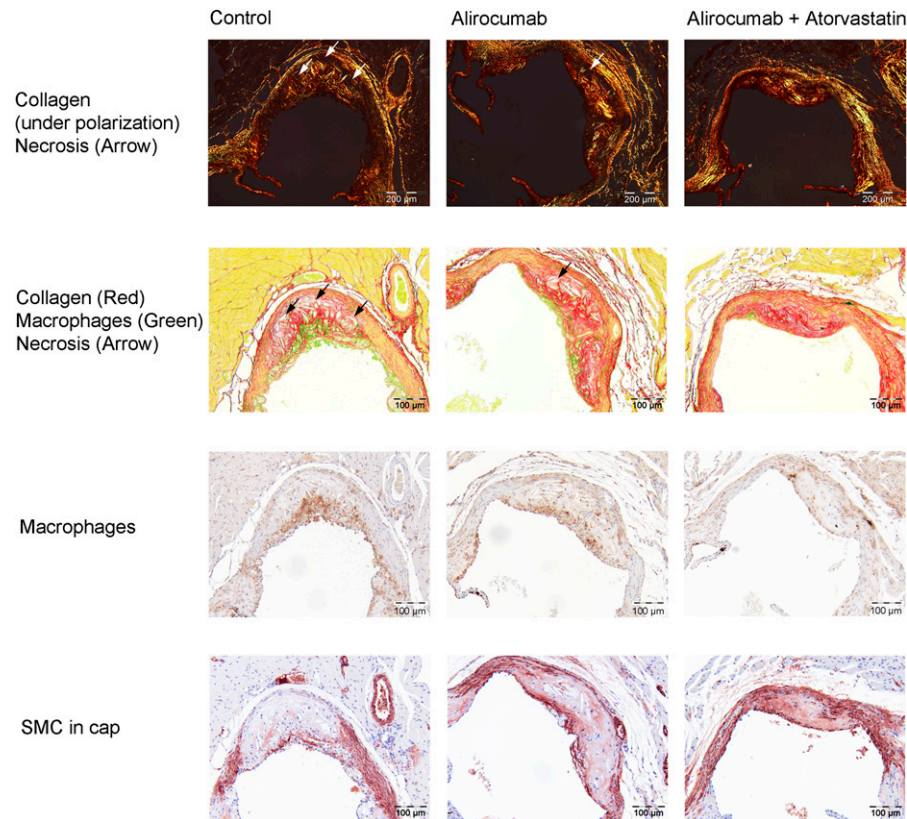 Control
Alirocumab
Alirocumab + Atorvastatin
Collagen
(under polarization)
Necrosis (Arrow)
200 µm
200 µm
200 µm
Collagen (Red)
Macrophages (Green)
Necrosis (Arrow)
100 µm
100 µm
100 µm
Macrophages
100 µm
100 µm
100 µm
SMC in cap
100 µm
100 µm
100 µm